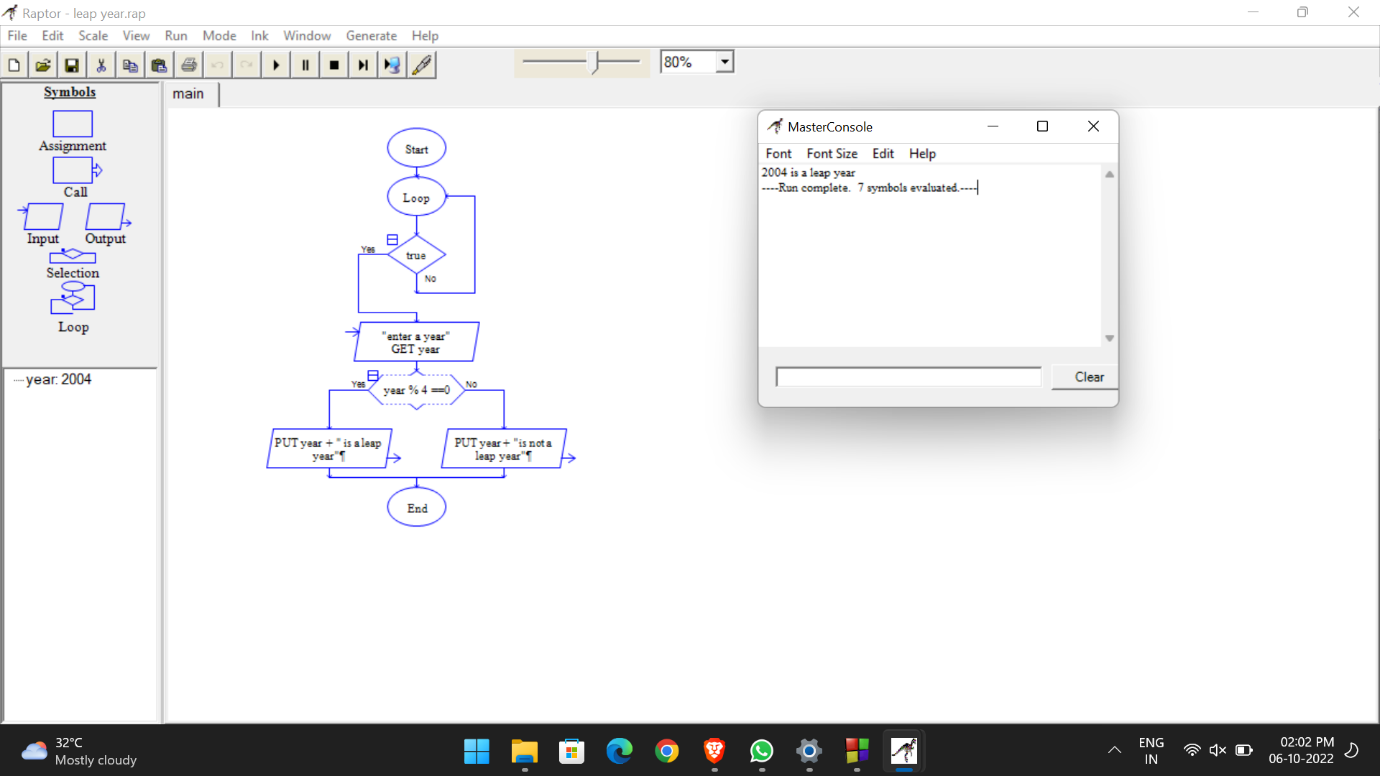 Raptor - leap year.rap
File Edit Scale View Run Mode Ink Window Generate Help
80%
Symbols
Assignment
Call
Input Output
Selection
Loop
year: 2004
main
Start
Loop
Yes
true
No
"enter a year"
GET year
Yes
year % 4 ==0
No
PUT year + " is a leap
year"¶
PUT year+ "is not a
leap year"¶
End
MasterConsole
Font Font Size Edit Help
2004 is a leap year
----Run complete. 7 symbols evaluated.----
Clear
32°C
Mostly cloudy
ENG
IN
02:02 PM
06-10-2022